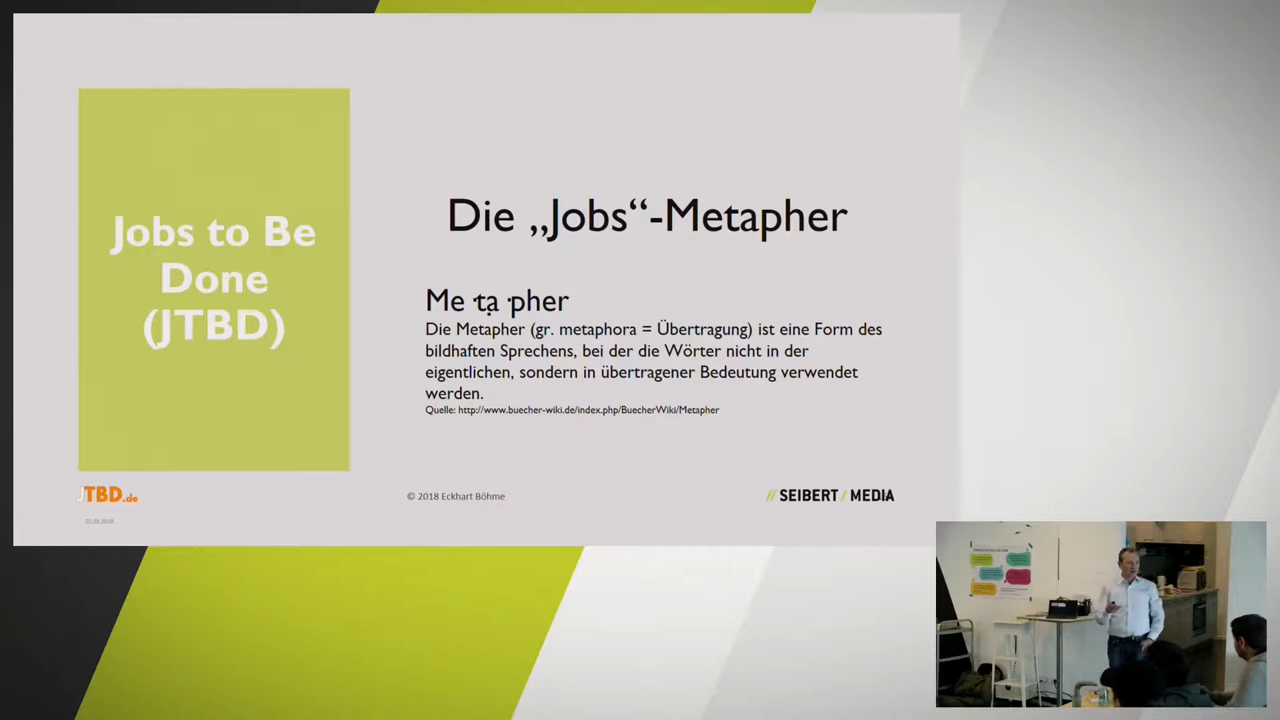 Jobs to Be
Done
(JTBD)
Die „Jobs“-Metapher
Me ·tạ ·pher
Die Metapher (gr. metaphora = Übertragung) ist eine Form des
bildhaften Sprechens, bei der die Wörter nicht in der
eigentlichen, sondern in übertragener Bedeutung verwendet
werden.
Quelle: http://www.buecher-wiki.de/index.php/BuecherWiki/Metapher
JTBD.de
© 2018 Eckhart Böhme
// SEIBERT / MEDIA